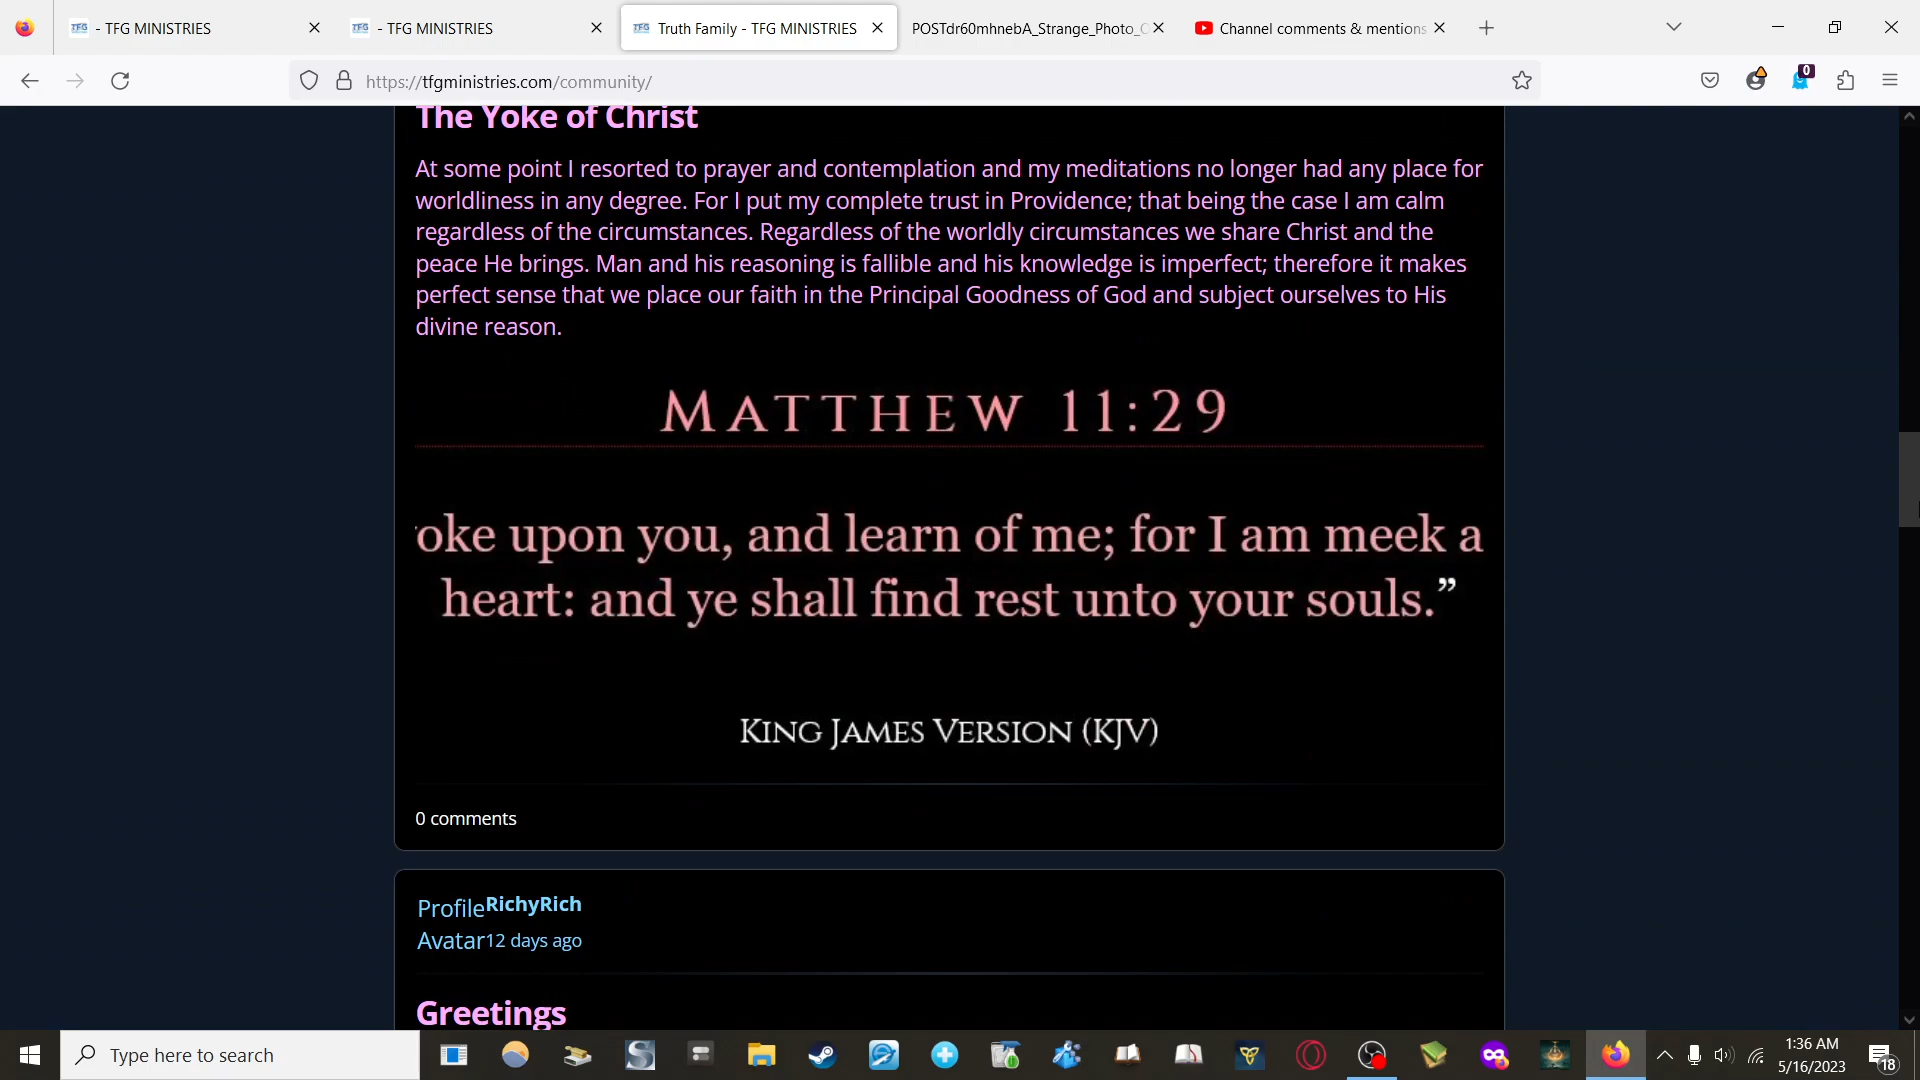 - TFG MINISTRIES
- TFG MINISTRIES
Truth Family - TFG MINISTRIES
POSTdr60mhnebA_Strange_Photo_C
Channel comments & mentions
https://tfgministries.com/community/
0
The Yoke of Christ
At some point I resorted to prayer and contemplation and my meditations no longer had any place for
worldliness in any degree. For I put my complete trust in Providence; that being the case I am calm
regardless of the circumstances. Regardless of the worldly circumstances we share Christ and the
peace He brings. Man and his reasoning is fallible and his knowledge is imperfect; therefore it makes
perfect sense that we place our faith in the Principal Goodness of God and subject ourselves to His
divine reason.
MATTHEW 11:29
oke upon you, and learn of me; for I am meek a
heart: and ye shall find rest unto your souls.”
KING JAMES VERSION (KJV)
0 comments
ProfileRichyRich
Avatar12 days ago
Greetings
Type here to search
1:36 AM
5/16/2023
18